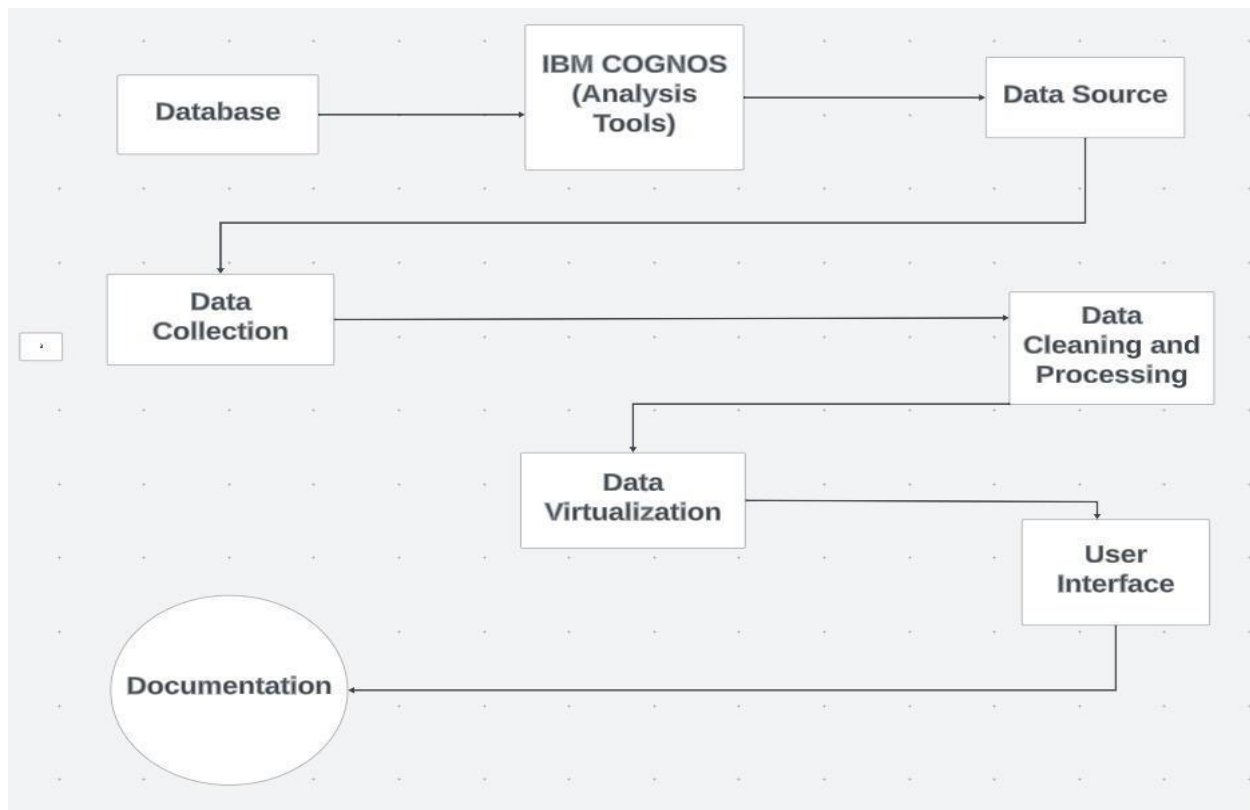 Database
IBM COGNOS
(Analysis
Tools)
Data Source
Data
Collection
Data
Cleaning and
Processing
Data
Virtualization
User
Interface
Documentation